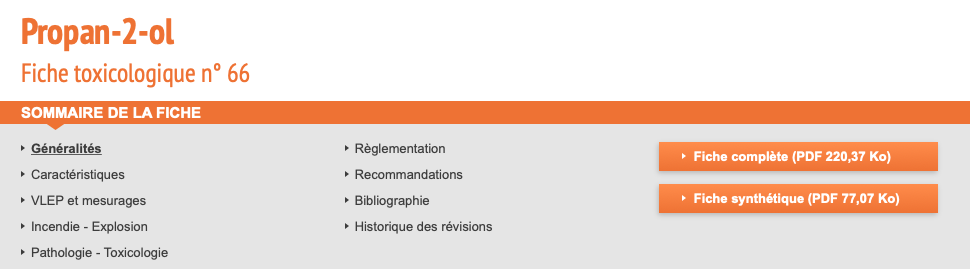 Propan-2-ol
Fiche toxicologique n° 66
SOMMAIRE DE LA FICHE
Généralités
Caractéristiques
VLEP et mesurages
Incendie - Explosion
Pathologie - Toxicologie
Règlementation
Recommandations
Bibliographie
Historique des révisions
Fiche complète (PDF 220,37 Ko)
Fiche synthétique (PDF 77,07 Ko)